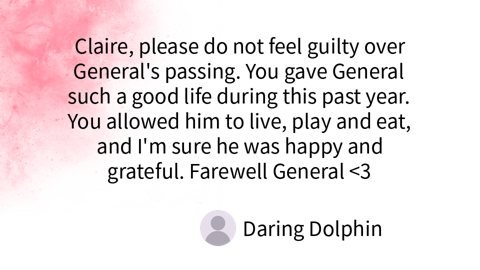 Claire, please do not feel guilty over
General's passing. You gave General
such a good life during this past year.
You allowed him to live, play and eat,
and I'm sure he was happy and
grateful. Farewell General <3
Daring Dolphin